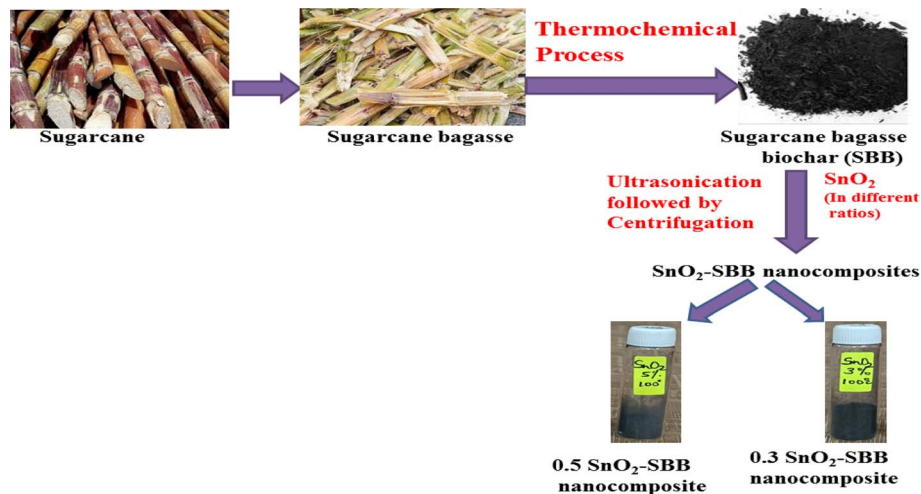 Sugarcane
Sugarcane bagasse
Thermochemical
Process
Sugarcane bagasse
biochar (SBB)
Ultrasonication
followed by
Centrifugation
SnO₂
(In different
ratios)
SnO₂-SBB nanocomposites
SnO₂
5%
100°
SnO₂
3%
0.5 SnO₂-SBB
nanocomposite
0.3 SnO₂-SBB
nanocomposite